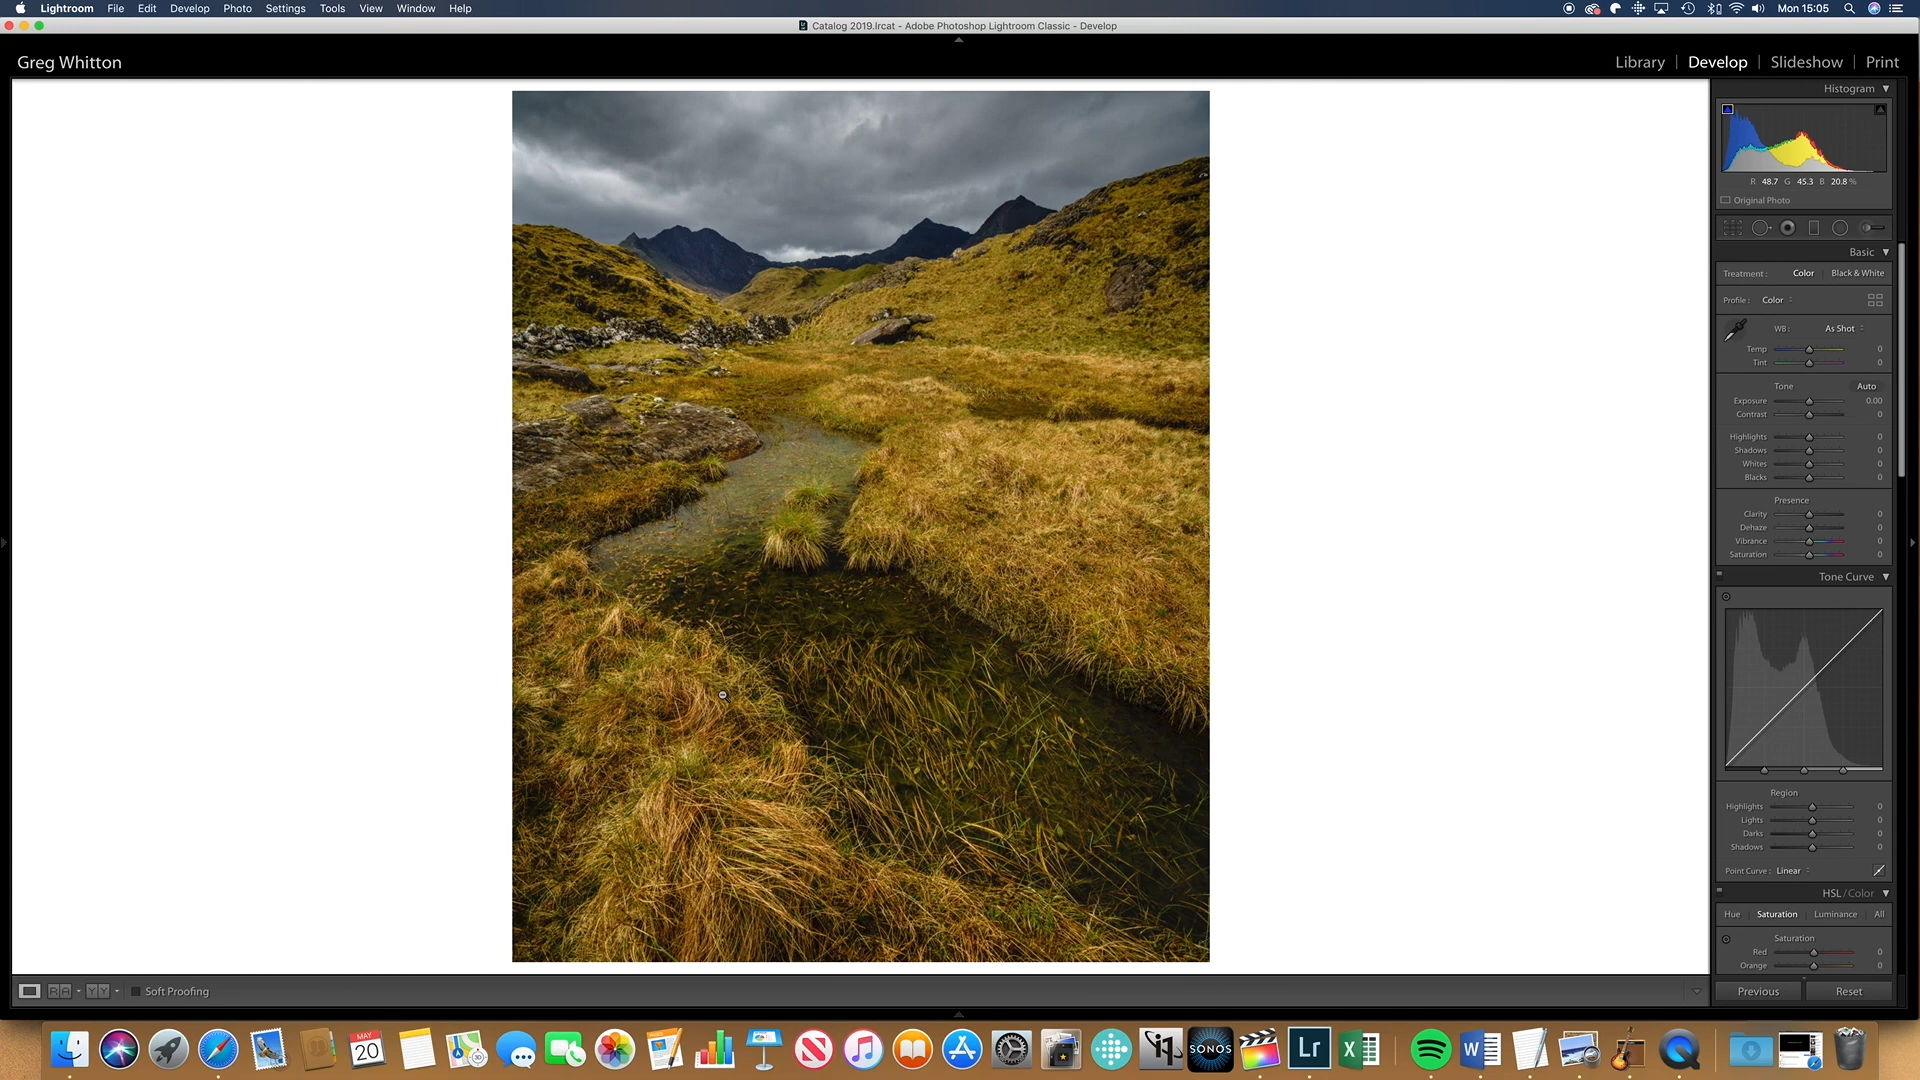 Lightroom File Edit Develop Photo Settings Tools View Window Help Mon 15:05
Catalog 2019.lrcat - Adobe Photoshop Lightroom Classic - Develop
Greg Whitton Library | Develop | Slideshow | Print
Histogram
R 48.7 G 45.3 B 20.8 %
Original Photo
Basic
Treatment : Color Black & White
Profile : Color
WB : As Shot
Temp 0
Tint 0
Tone Auto
Exposure 0.00
Contrast 0
Highlights 0
Shadows 0
Whites 0
Blacks 0
Presence
Clarity 0
Dehaze 0
Vibrance 0
Saturation 0
Tone Curve
Region
Highlights 0
Lights 0
Darks 0
Shadows 0
Point Curve : Linear
HSL / Color
Hue Saturation Luminance All
Saturation
Red 0
Orange 0
Soft Proofing Previous Reset
MAY
20
3D
SONOS
Lr
X
W